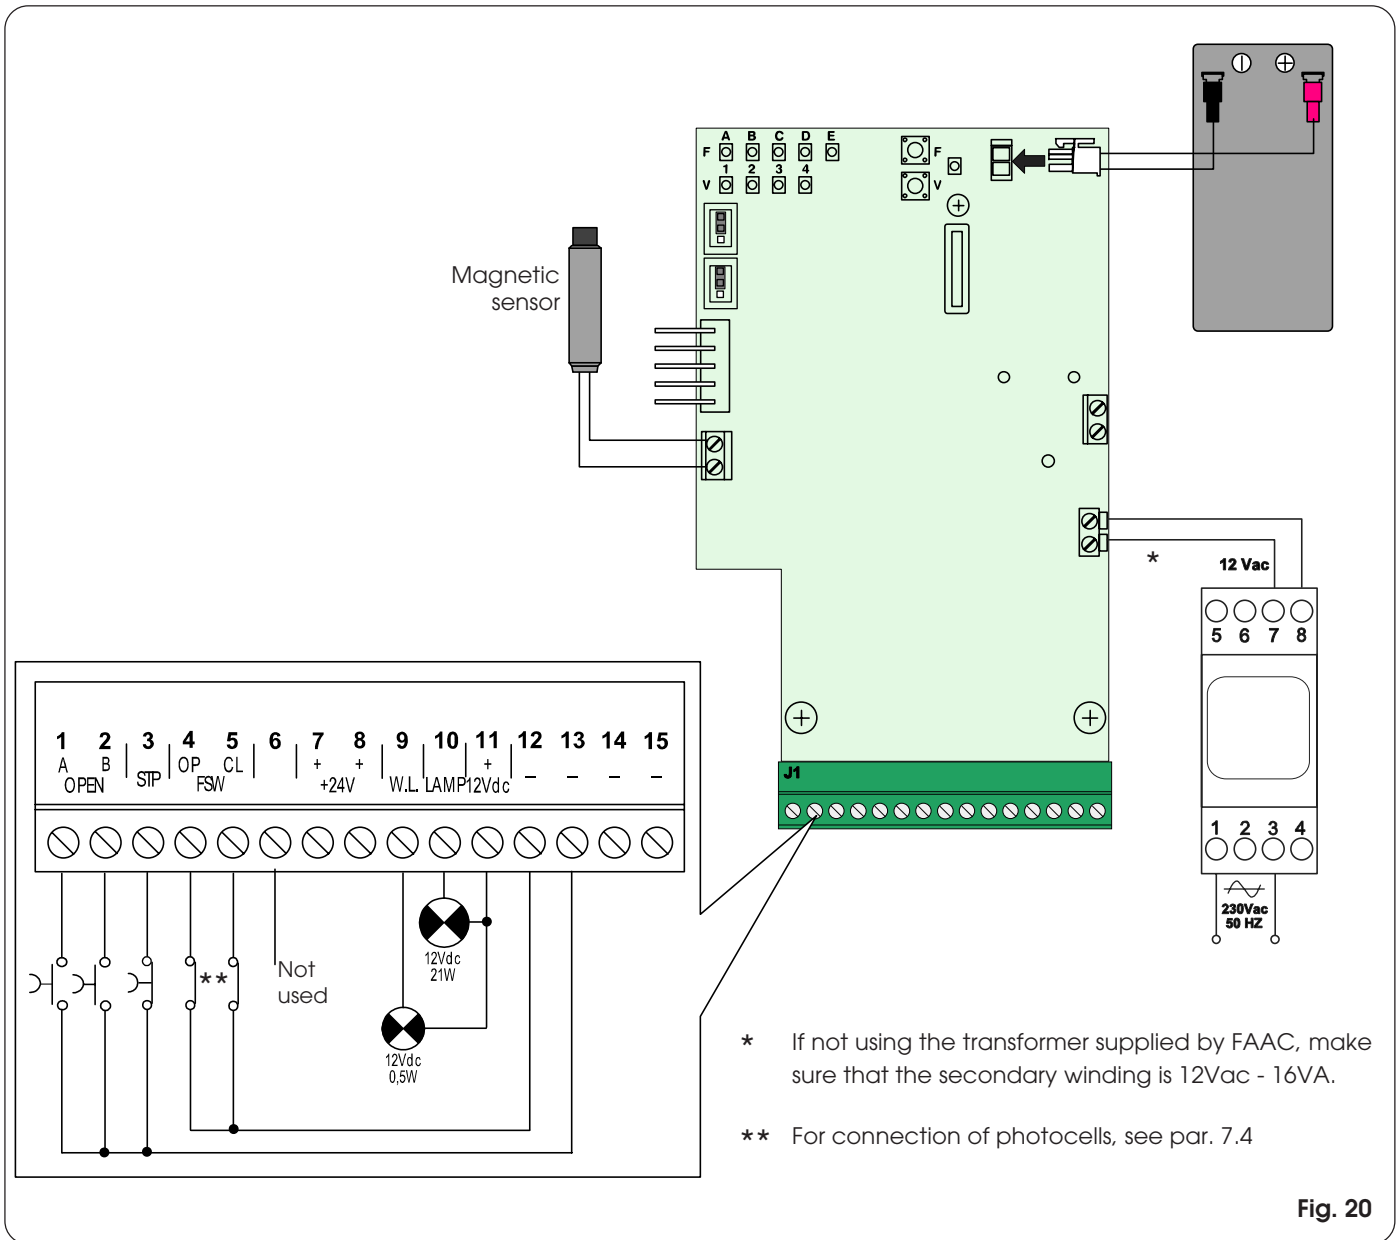 A B C D E
F
F
1 2 3 4
V
V
Magnetic
sensor
*
12 Vac
5 6 7 8
1 2 3 4 5 6 7 8 9 10 11 12 13 14 15
A B OP CL + + + – – – –
OPEN STP FSW +24V W.L. LAMP 12Vdc
J1
1 2 3 4
230Vac
50 HZ
**
Not
used
12Vdc
21W
12Vdc
0,5W
* If not using the transformer supplied by FAAC, make
sure that the secondary winding is 12Vac - 16VA.
** For connection of photocells, see par. 7.4
Fig. 20